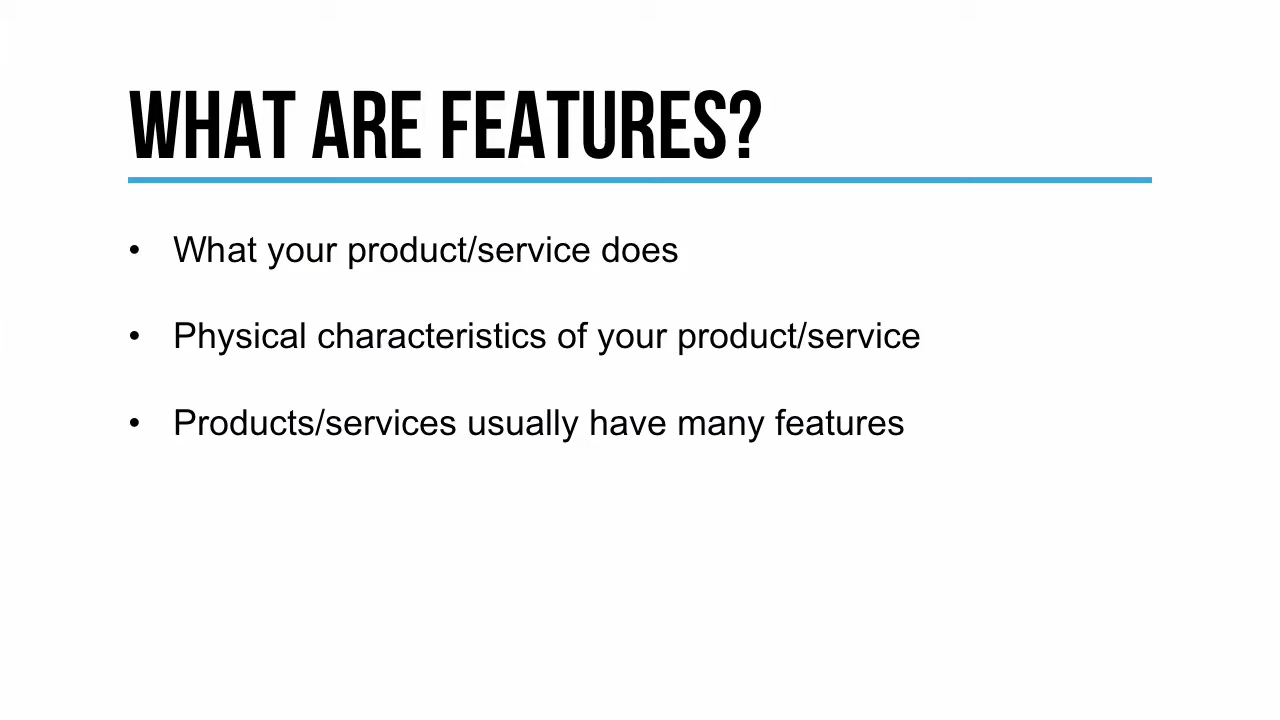 WHAT ARE FEATURES?
• What your product/service does
• Physical characteristics of your product/service
• Products/services usually have many features